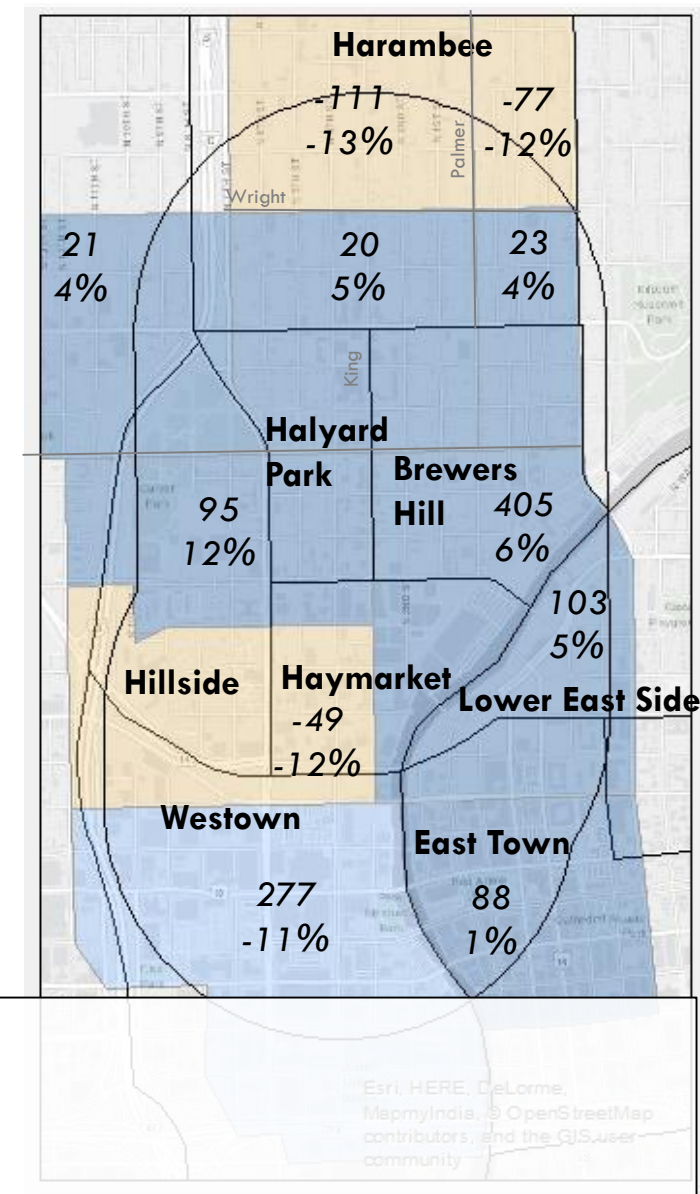 Harambee
-111
-13%
-77
-12%
Palmer
Wright
21
4%
20
5%
23
4%
King
Halyard
Park
Brewers
Hill
95
12%
405
6%
103
5%
Hillside
Haymarket
-49
-12%
Lower East Side
Westown
277
-11%
East Town
88
1%
Esri, HERE, DeLorme,
MapmyIndia, © OpenStreetMap
contributors, and the GIS user
community